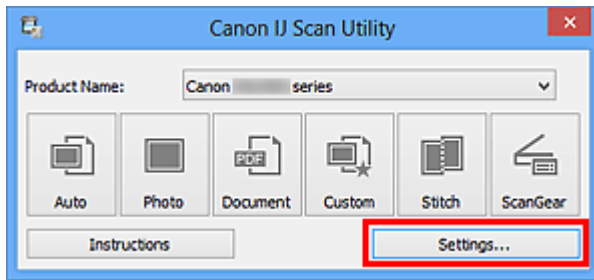 Canon IJ Scan Utility
Product Name: Canon series
PDF
Auto Photo Document Custom Stitch ScanGear
Instructions Settings...